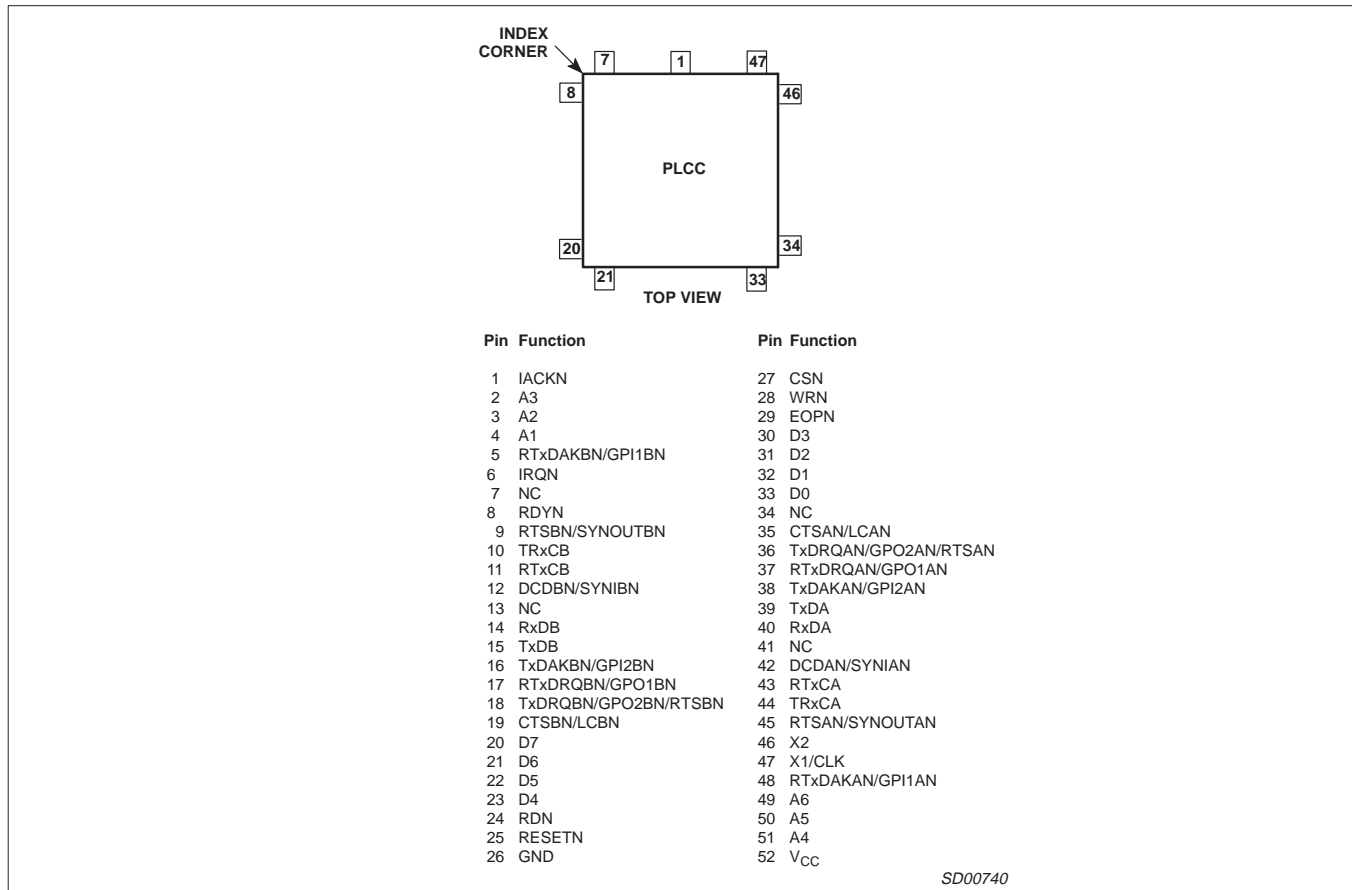 INDEX
CORNER
7 1 47
8 46
PLCC
20 34
21 33
TOP VIEW
Pin Function
1 IACKN
2 A3
3 A2
4 A1
5 RTxDAKBN/GPI1BN
6 IRQN
7 NC
8 RDYN
9 RTSBN/SYNOUTBN
10 TRxCB
11 RTxCB
12 DCDBN/SYNIBN
13 NC
14 RxDB
15 TxDB
16 TxDAKBN/GPI2BN
17 RTxDRQBN/GPO1BN
18 TxDRQBN/GPO2BN/RTSBN
19 CTSBN/LCBN
20 D7
21 D6
22 D5
23 D4
24 RDN
25 RESETN
26 GND
Pin Function
27 CSN
28 WRN
29 EOPN
30 D3
31 D2
32 D1
33 D0
34 NC
35 CTSAN/LCAN
36 TxDRQAN/GPO2AN/RTSAN
37 RTxDRQAN/GPO1AN
38 TxDAKAN/GPI2AN
39 TxDA
40 RxDA
41 NC
42 DCDAN/SYNIAN
43 RTxCA
44 TRxCA
45 RTSAN/SYNOUTAN
46 X2
47 X1/CLK
48 RTxDAKAN/GPI1AN
49 A6
50 A5
51 A4
52 VCC
SD00740